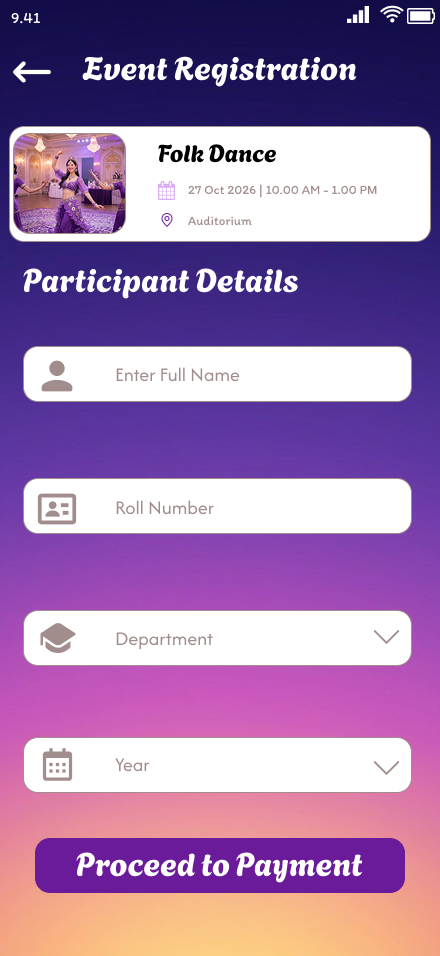 9.41
Event Registration
Folk Dance
27 Oct 2026 | 10.00 AM - 1.00 PM
Auditorium
Participant Details
Enter Full Name
Roll Number
Department
Year
Proceed to Payment